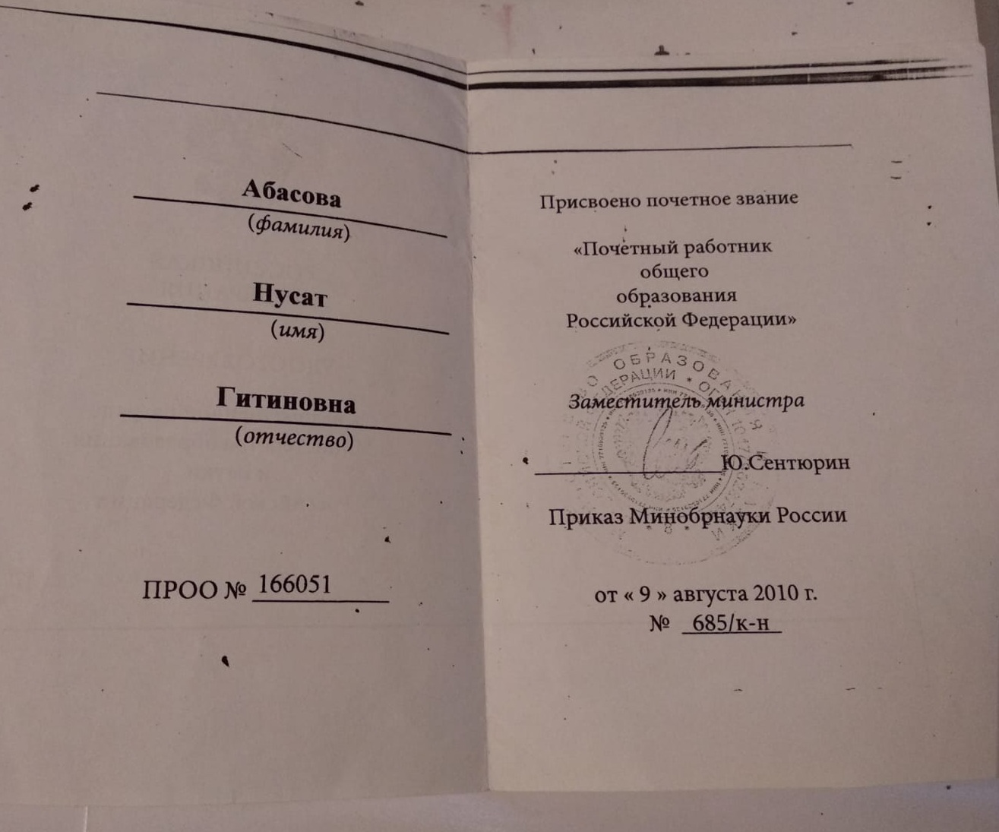 Абасова
(фамилия)
Нусат
(имя)
Гитиновна
(отчество)
ПРОО № 166051
Присвоено почетное звание
«Почётный работник
общего
образования
Российской Федерации»
Заместитель министра
Ю.Сентюрин
Приказ Минобрнауки России
от « 9 » августа 2010 г.
№ 685/к-н